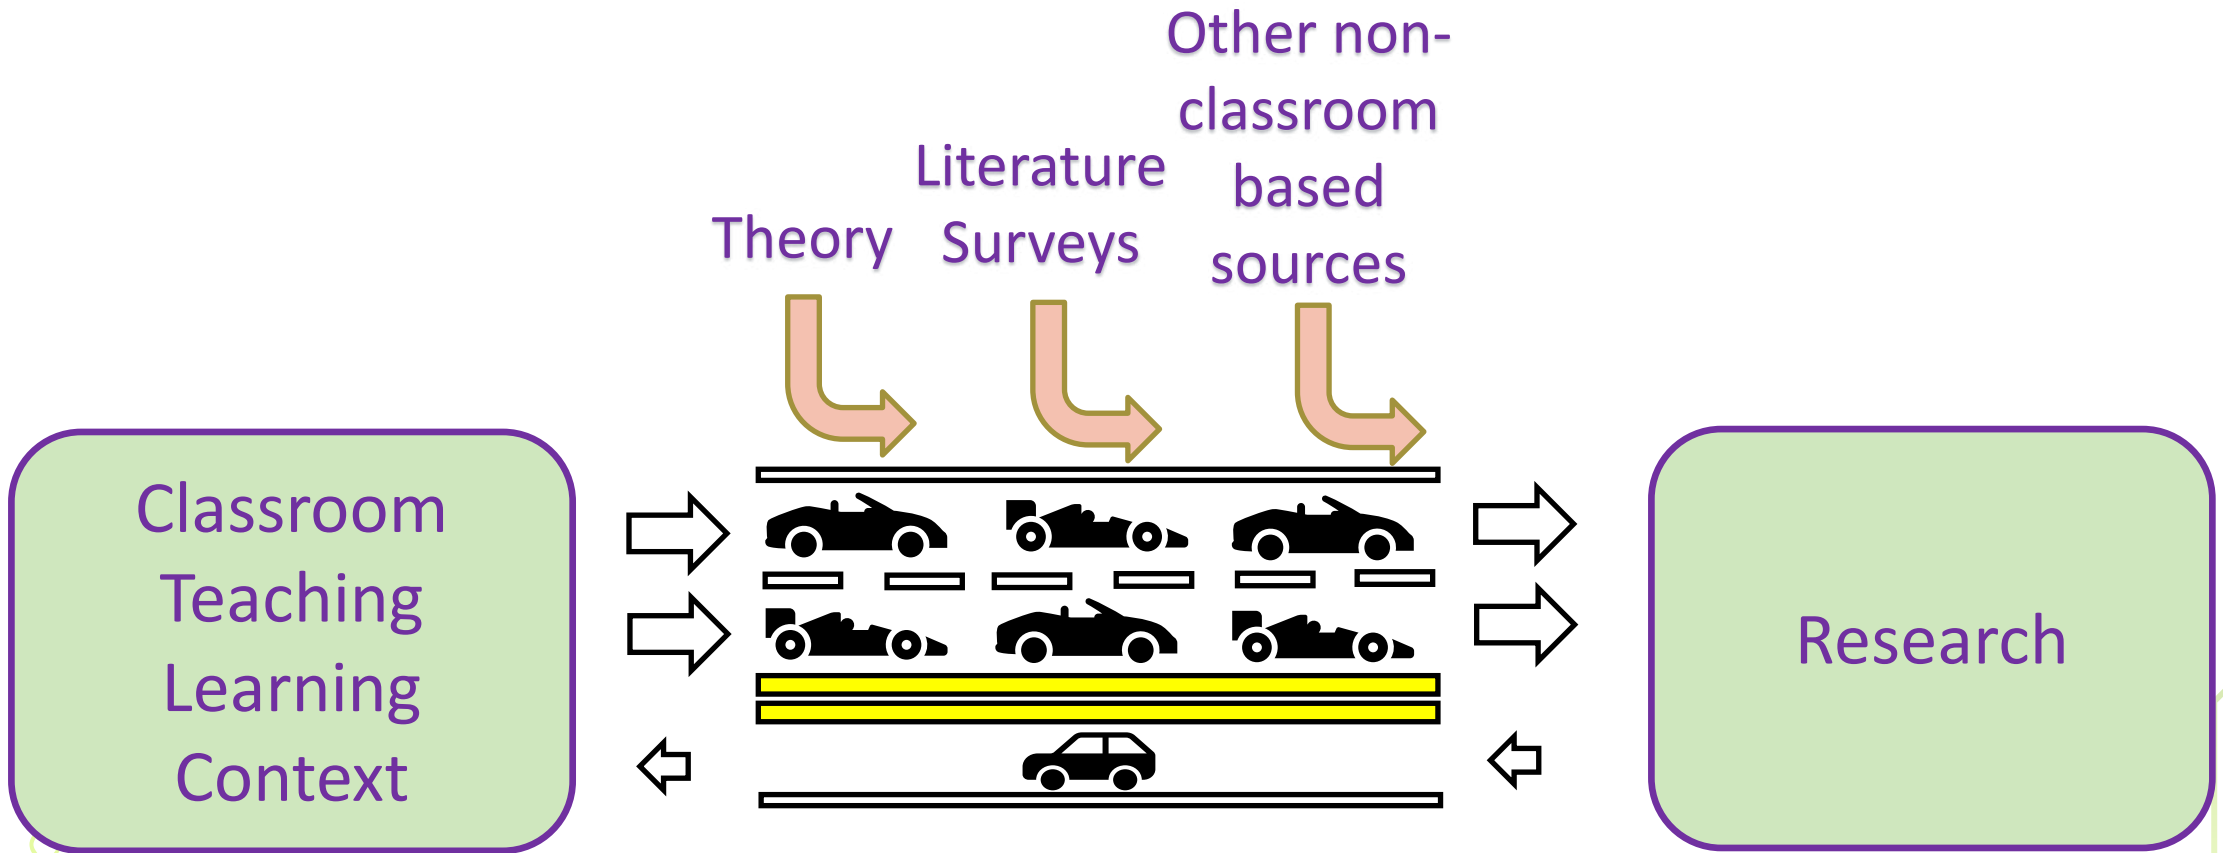 Other non-
classroom
based
sources
Literature
Surveys
Theory
Classroom
Teaching
Learning
Context
Research